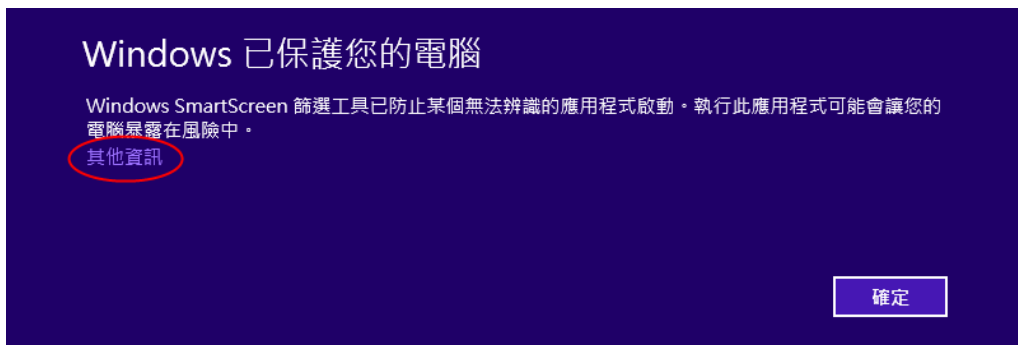 Windows 已保護您的電腦
Windows SmartScreen 篩選工具已防止某個無法辨識的應用程式啟動。執行此應用程式可能會讓您的
電腦暴露在風險中。
其他資訊
確定